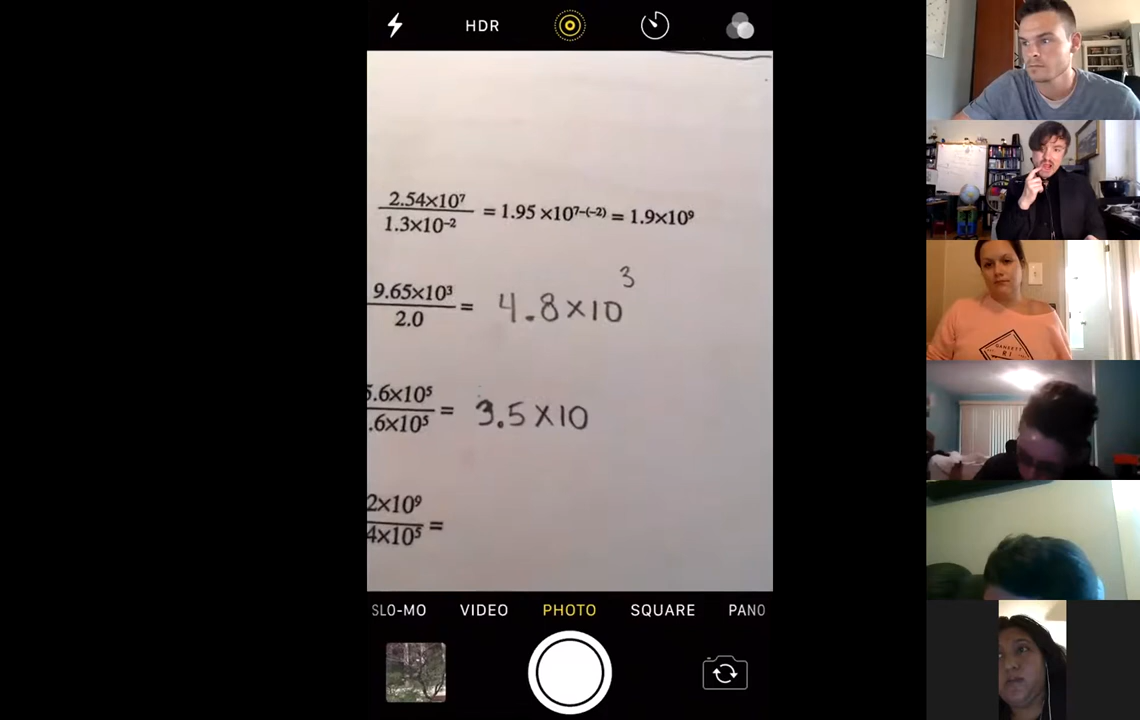 HDR
2.54×10⁷
1.3×10⁻² = 1.95 ×10⁷⁻⁽⁻²⁾ = 1.9×10⁹
9.65×10³
2.0 = 4.8×10³
5.6×10⁵
.6×10⁵ = 3.5×10
2×10⁹
4×10⁵ =
SLO-MO VIDEO PHOTO SQUARE PANO
RI